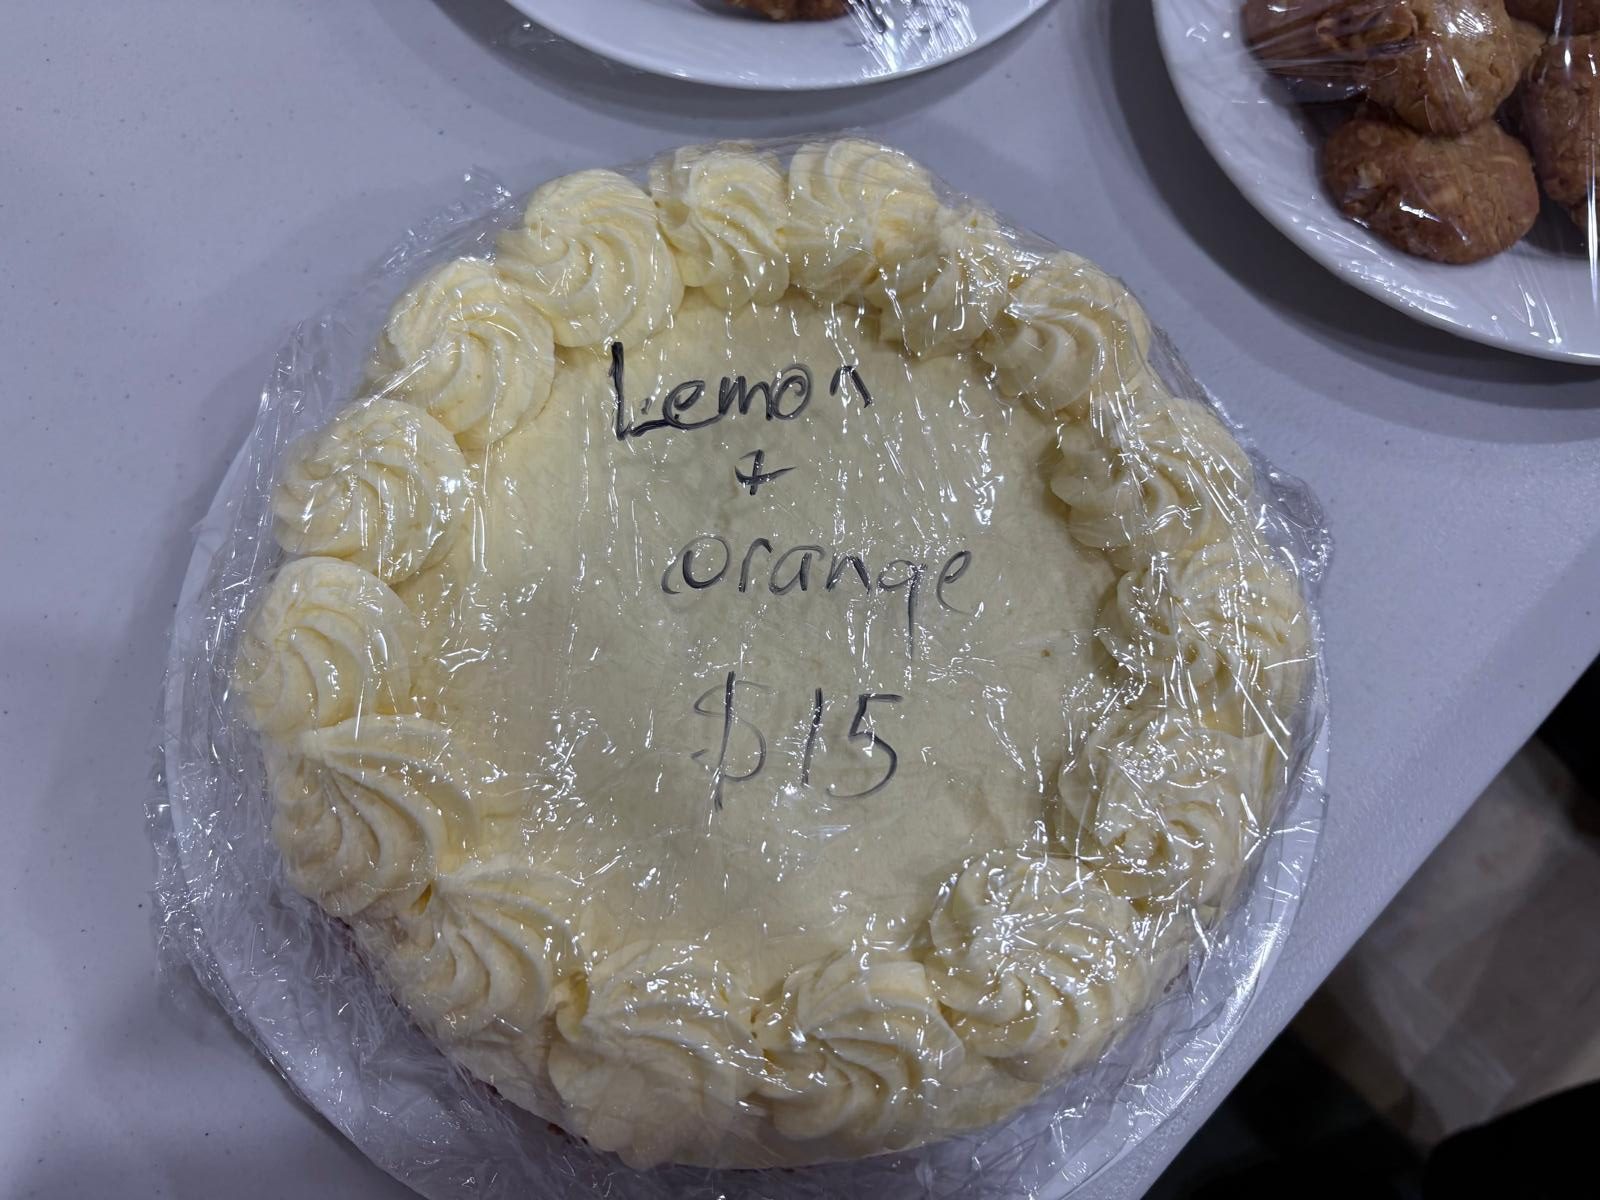 Lemon
+
orange
$15